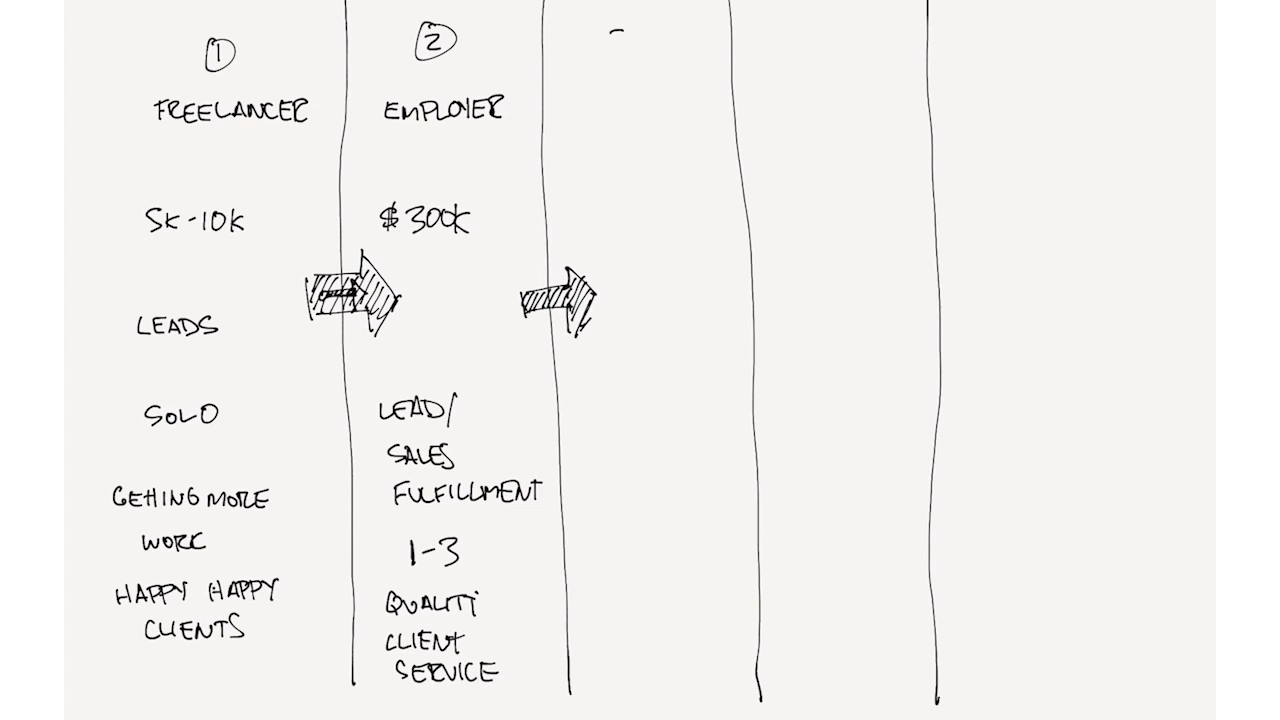 1
FREELANCER
5K-10K
LEADS
SOLO
GETTING MORE
WORK
HAPPY HAPPY
CLIENTS
2
EMPLOYER
$300K
LEAD/
SALES
FULFILLMENT
1-3
QUALITY
CLIENT
SERVICE